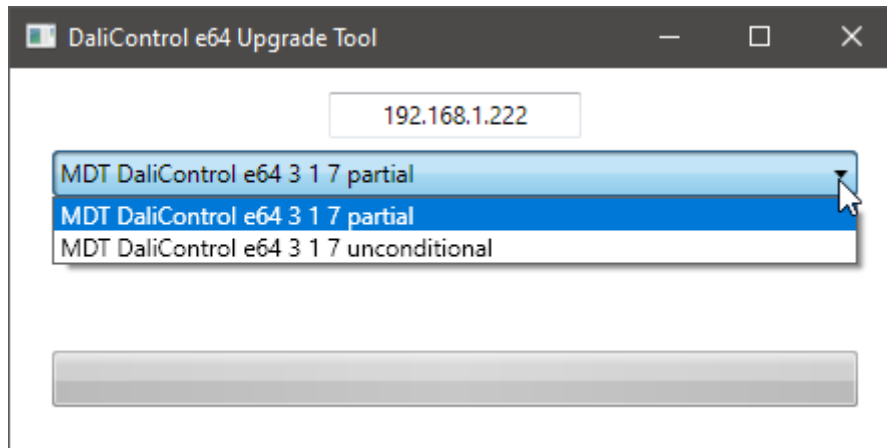 DaliControl e64 Upgrade Tool
192.168.1.222
MDT DaliControl e64 3 1 7 partial
MDT DaliControl e64 3 1 7 partial
MDT DaliControl e64 3 1 7 unconditional